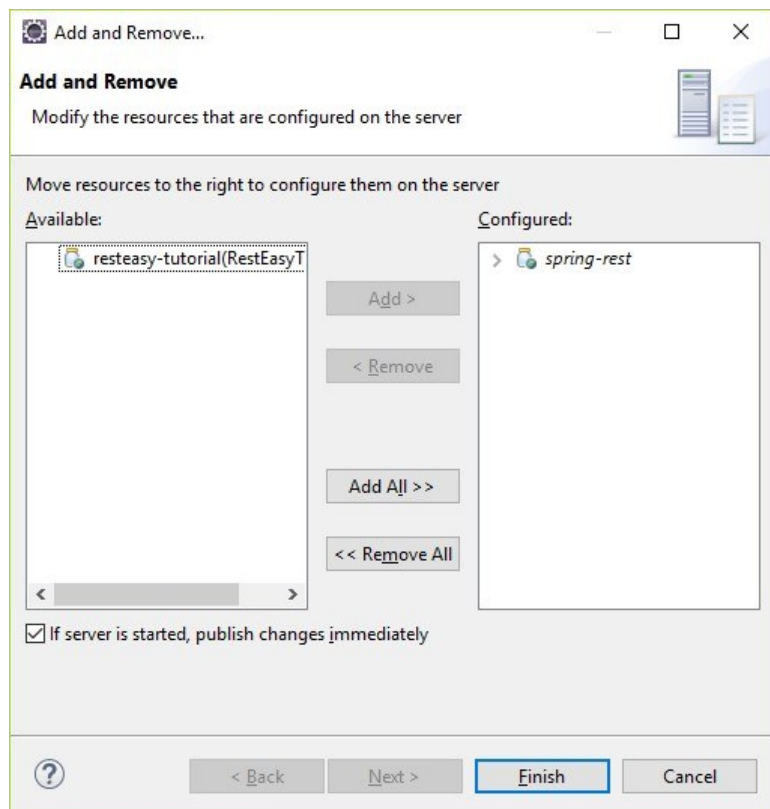 Add and Remove...
Add and Remove
Modify the resources that are configured on the server
Move resources to the right to configure them on the server
Available:
Configured:
resteasy-tutorial(RestEasyT
spring-rest
Add >
< Remove
Add All >>
<< Remove All
If server is started, publish changes immediately
< Back
Next >
Finish
Cancel